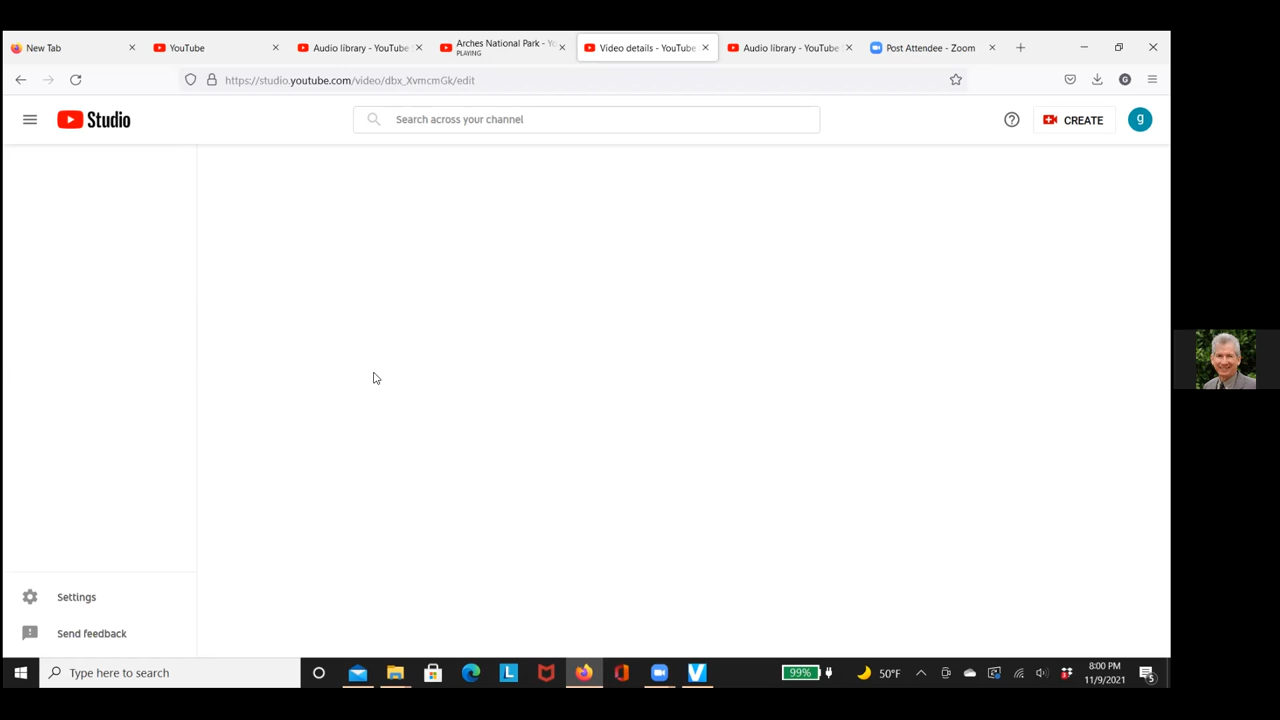 New Tab
YouTube
Audio library - YouTube
Arches National Park - Yo
PLAYING
Video details - YouTube
Audio library - YouTube
Post Attendee - Zoom
https://studio.youtube.com/video/dbx_XvmcmGk/edit
G
Studio
Search across your channel
CREATE
g
Settings
Send feedback
Type here to search
L
V
99%
50°F
8:00 PM
11/9/2021
5